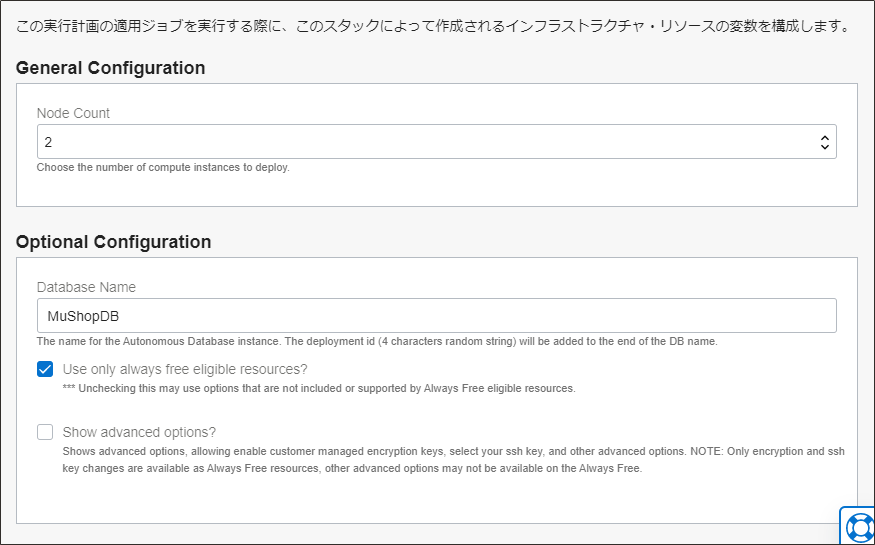 この実行計画の適用ジョブを実行する際に、このスタックによって作成されるインフラストラクチャ・リソースの変数を構成します。
General Configuration
Node Count
2
Choose the number of compute instances to deploy.
Optional Configuration
Database Name
MuShopDB
The name for the Autonomous Database instance. The deployment id (4 characters random string) will be added to the end of the DB name.
Use only always free eligible resources?
*** Unchecking this may use options that are not included or supported by Always Free eligible resources.
Show advanced options?
Shows advanced options, allowing enable customer managed encryption keys, select your ssh key, and other advanced options. NOTE: Only encryption and ssh
key changes are available as Always Free resources, other advanced options may not be available on the Always Free.